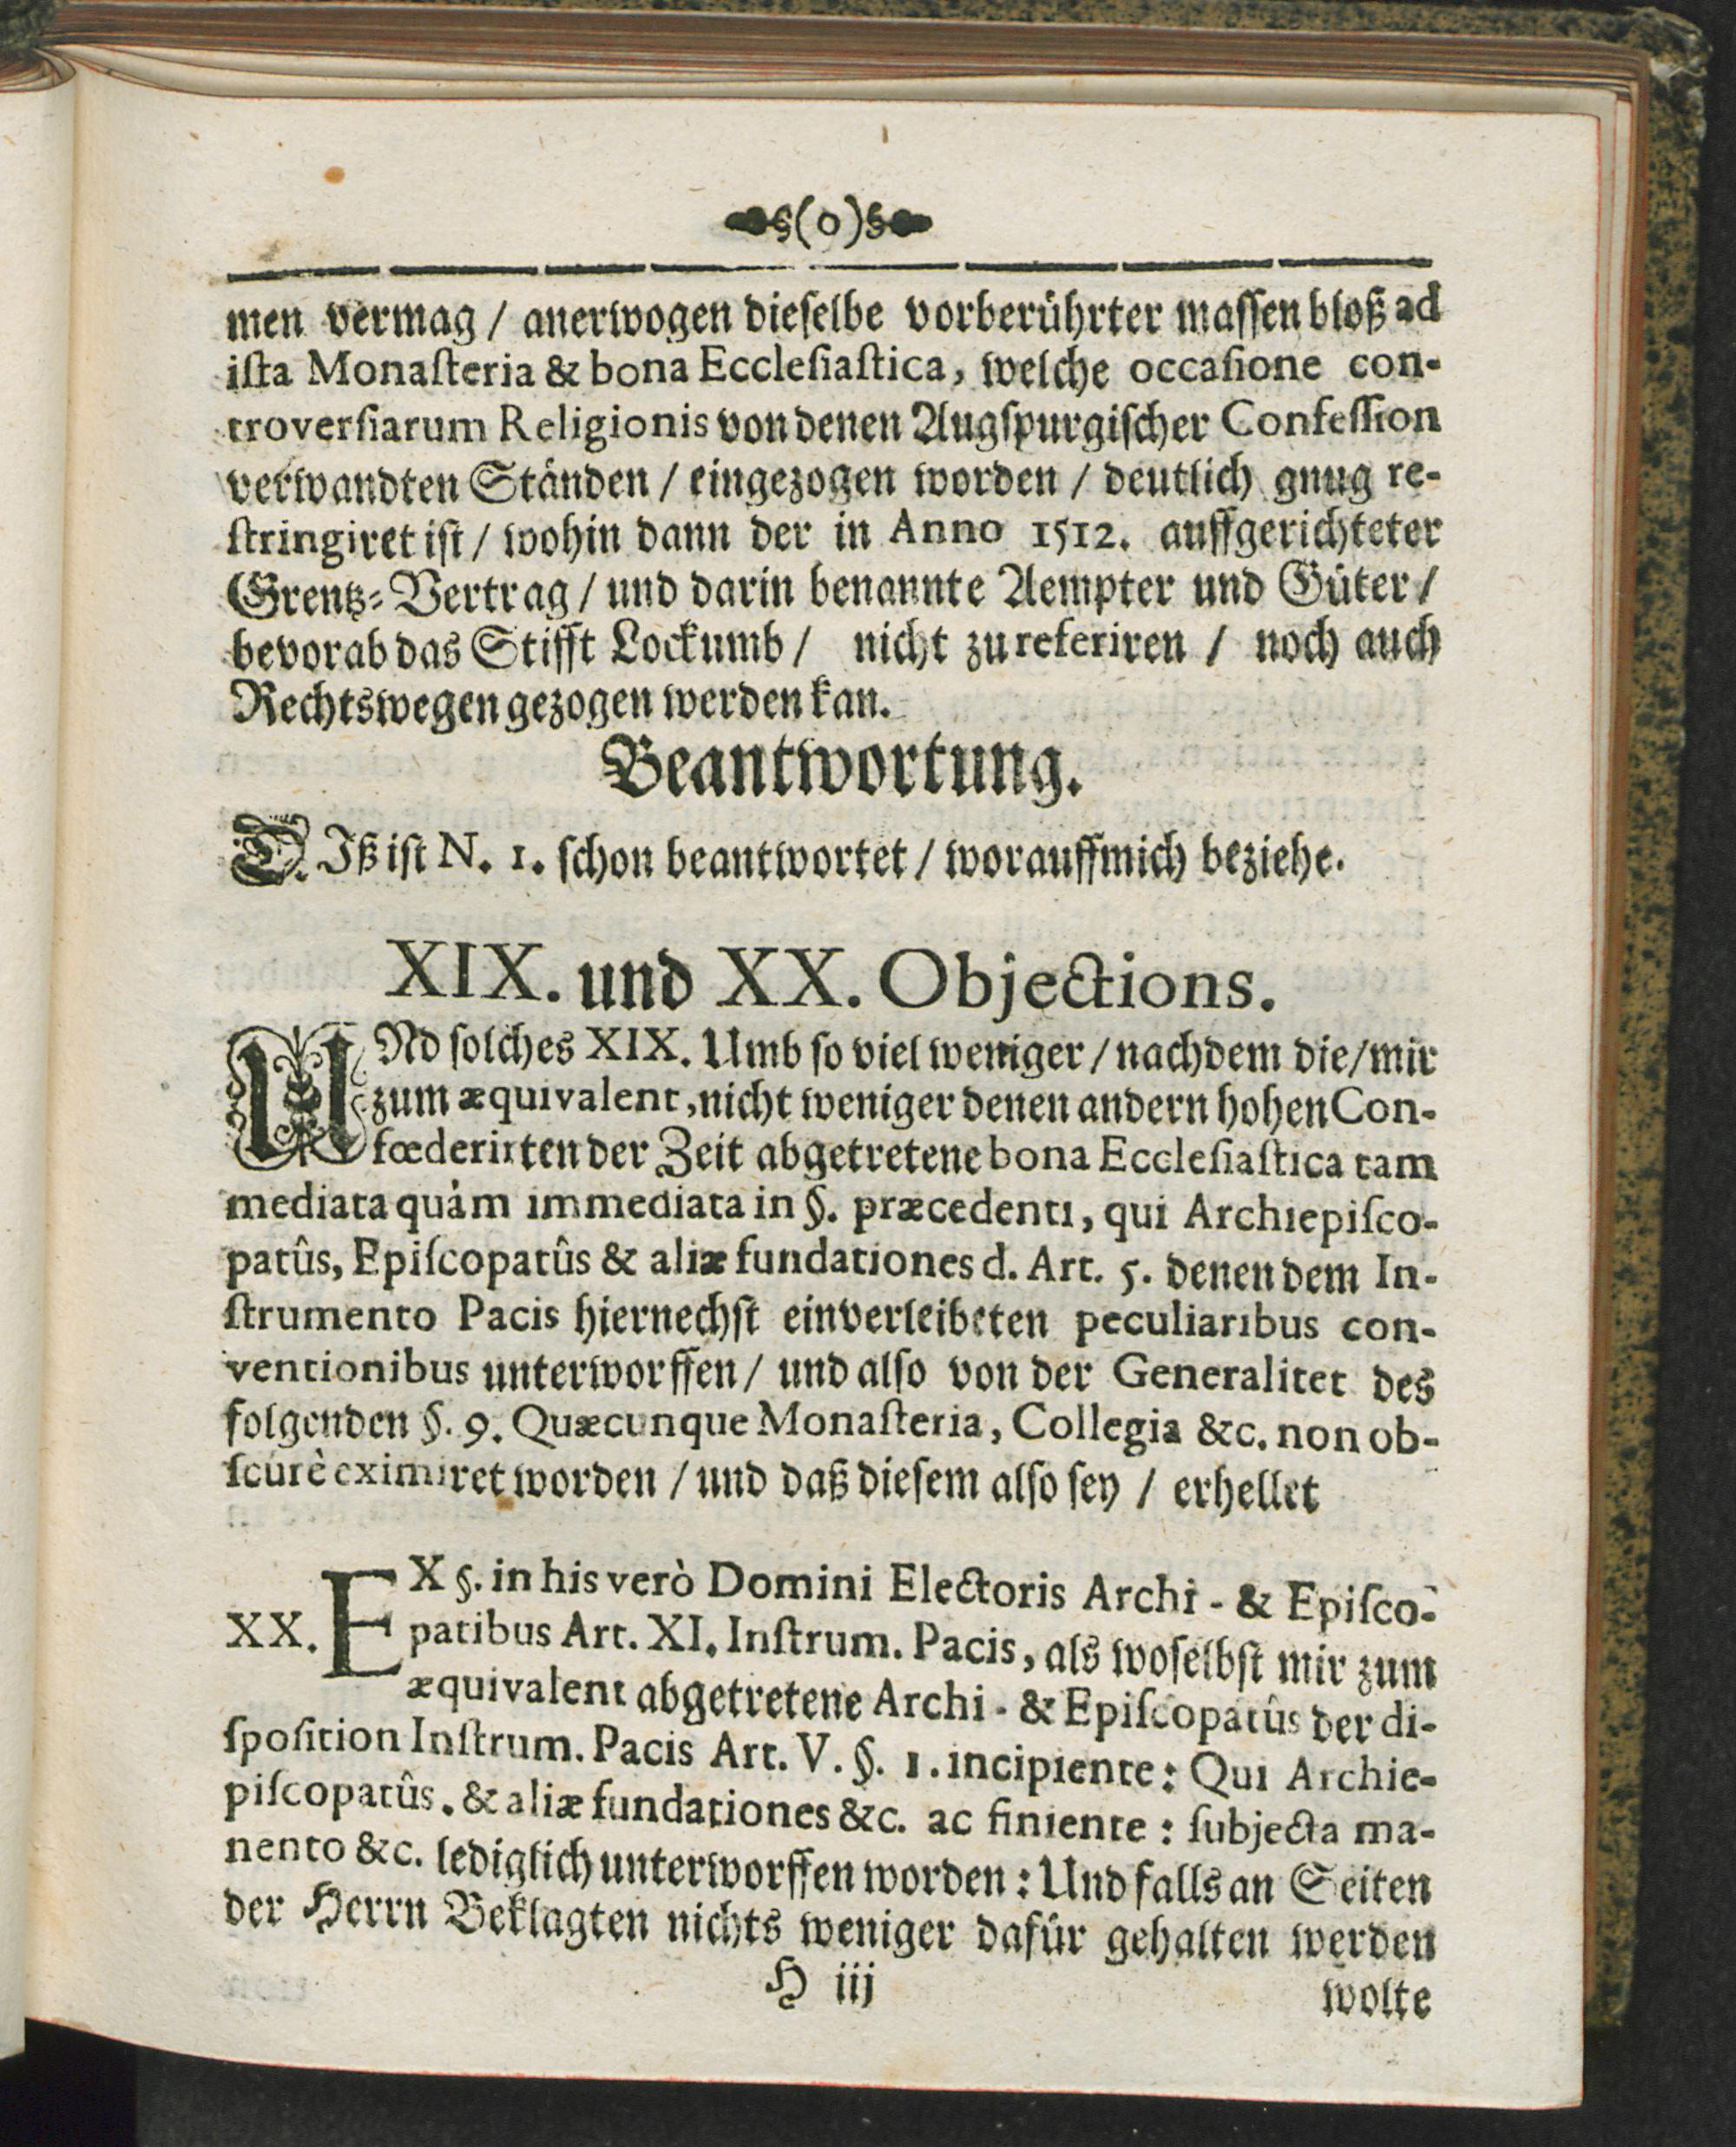 §(0)§
men vermag / anerwogen dieſelbe vorberührter maſſen bloß ad
iſta Monaſteria & bona Eccleſiaſtica, welche occaſione con-
troverſiarum Religionis von denen Augſpurgiſcher Confeſſion
verwandten Ständen / eingezogen worden / deutlich gnug re-
ſtringiret iſt / wohin dann der in Anno 1512. auffgerichteter
Grentz-Vertrag / und darin benannte Aempter und Güter /
bevorab das Stifft Lockumb / nicht zu referiren / noch auch
Rechtswegen gezogen werden kan.
Beantwortung.
DIß iſt N. 1. ſchon beantwortet / worauff mich beziehe.
XIX. und XX. Objections.
UNd ſolches XIX. Umb ſo viel weniger / nachdem die / mir
zum æquivalent, nicht weniger denen andern hohen Con-
fœderirten der Zeit abgetretene bona Eccleſiaſtica tam
mediata quàm immediata in §. præcedenti, qui Archiepiſco-
patûs, Epiſcopatûs & aliæ fundationes d. Art. 5. denen dem In-
ſtrumento Pacis hiernechſt einverleibeten peculiaribus con-
ventionibus unterworffen / und alſo von der Generalitet des
folgenden §. 9. Quæcunque Monaſteria, Collegia &c. non ob-
ſcurè eximiret worden / und daß dieſem alſo ſey / erhellet
XX. EX §. in his verò Domini Electoris Archi- & Epiſco-
patibus Art. XI. Inſtrum. Pacis, als woſelbſt mir zum
æquivalent abgetretene Archi- & Epiſcopatûs der di-
ſpoſition Inſtrum. Pacis Art. V. §. 1. incipiente: Qui Archie-
piſcopatûs. & aliæ fundationes &c. ac finiente: ſubjecta ma-
nento &c. lediglich unterworffen worden: Und falls an Seiten
der Herrn Beklagten nichts weniger dafür gehalten werden
H iij
wolte